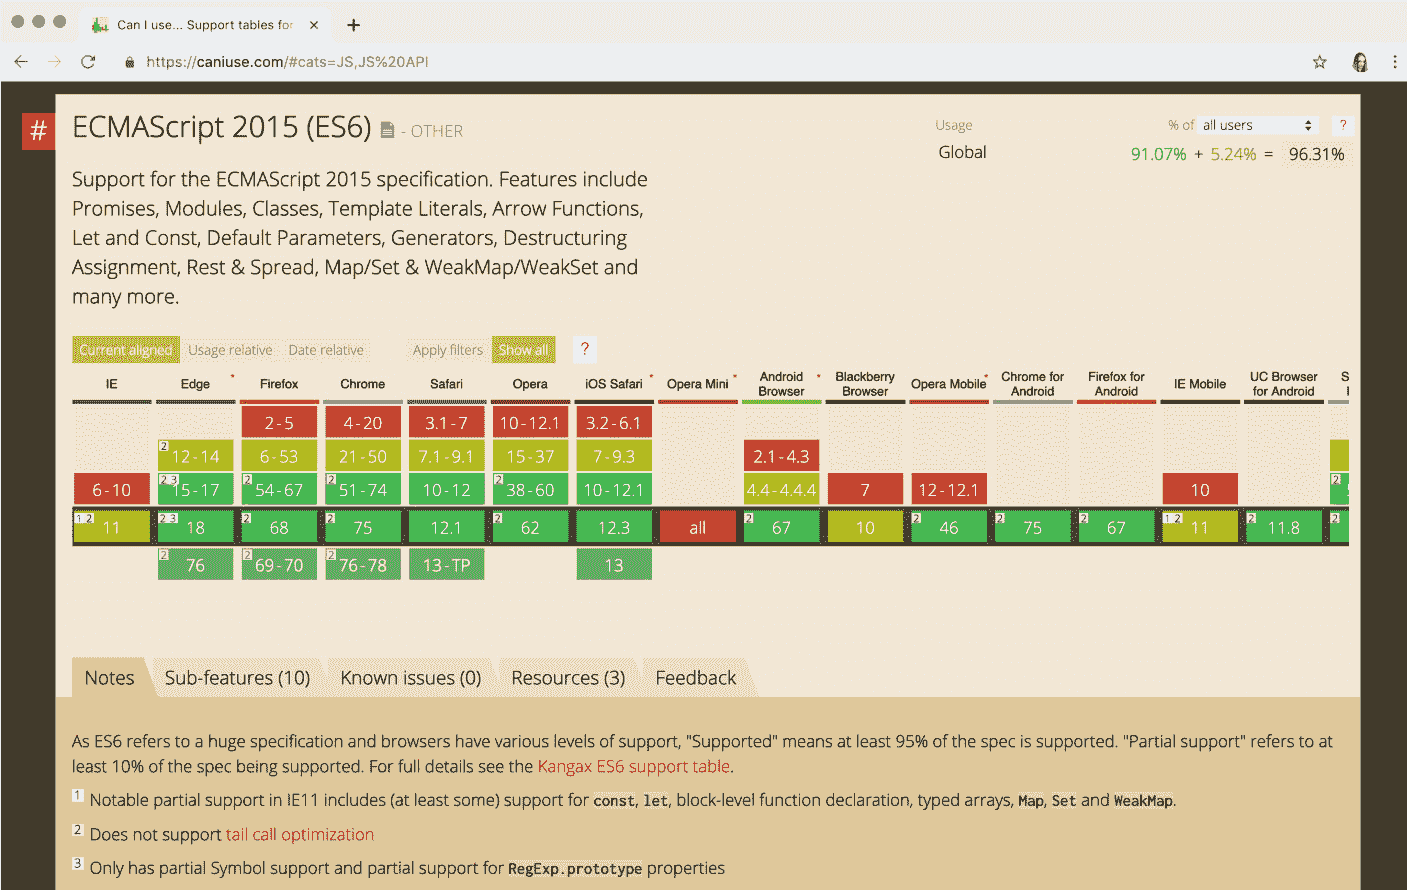 Can I use... Support tables for
https://caniuse.com/#cats=JS,JS%20API
#
ECMAScript 2015 (ES6) - OTHER
Usage % of all users ?
Global 91.07% + 5.24% = 96.31%
Support for the ECMAScript 2015 specification. Features include
Promises, Modules, Classes, Template Literals, Arrow Functions,
Let and Const, Default Parameters, Generators, Destructuring
Assignment, Rest & Spread, Map/Set & WeakMap/WeakSet and
many more.
Current aligned Usage relative Date relative Apply filters Show all ?
IE Edge * Firefox Chrome Safari Opera iOS Safari * Opera Mini * Android Browser * Blackberry Browser Opera Mobile * Chrome for Android Firefox for Android IE Mobile UC Browser for Android S
2-5 4-20 3.1-7 10-12.1 3.2-6.1
2 12-14 6-53 21-50 7.1-9.1 15-37 7-9.3 2.1-4.3
6-10 2 3 15-17 2 54-67 2 51-74 10-12 2 38-60 10-12.1 4.4-4.4.4 7 12-12.1 10 2
1 2 11 2 3 18 2 68 2 75 12.1 2 62 12.3 all 2 67 10 2 46 2 75 2 67 1 2 11 2 11.8 2
2 76 2 69-70 2 76-78 13-TP 13
Notes Sub-features (10) Known issues (0) Resources (3) Feedback
As ES6 refers to a huge specification and browsers have various levels of support, "Supported" means at least 95% of the spec is supported. "Partial support" refers to at
least 10% of the spec being supported. For full details see the Kangax ES6 support table.
1 Notable partial support in IE11 includes (at least some) support for const, let, block-level function declaration, typed arrays, Map, Set and WeakMap.
2 Does not support tail call optimization
3 Only has partial Symbol support and partial support for RegExp.prototype properties